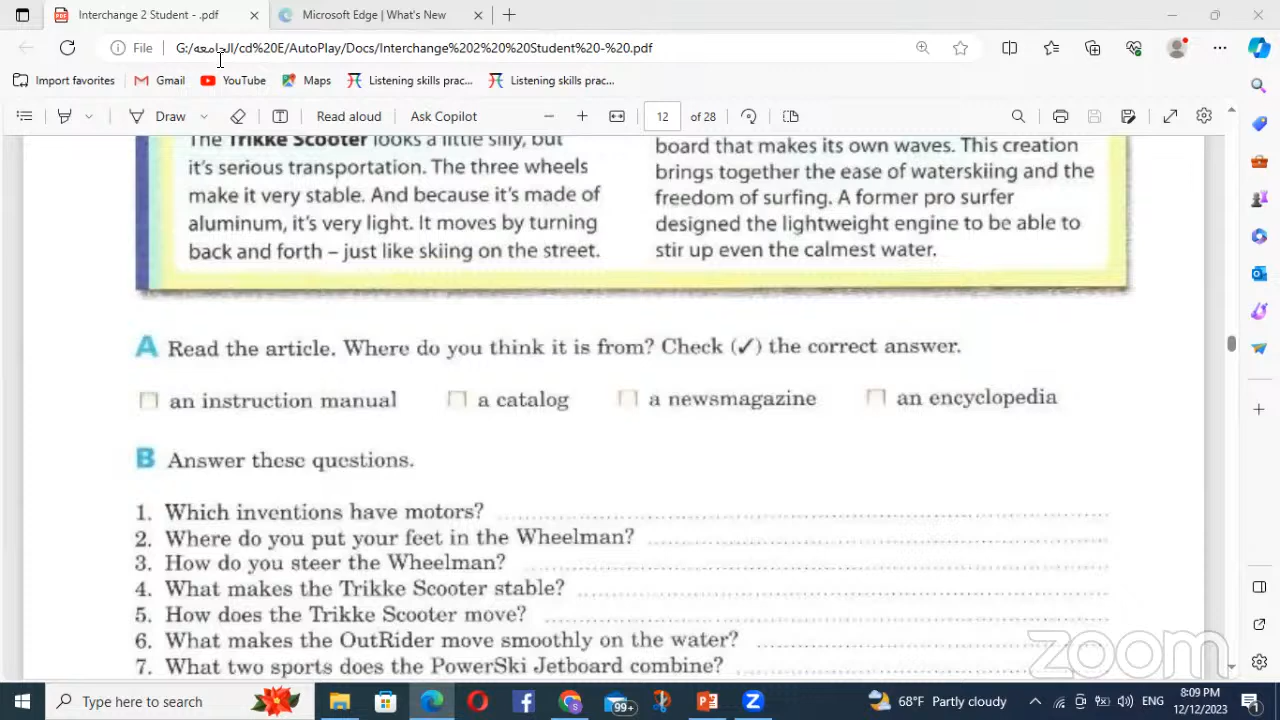 Interchange 2 Student - .pdf
Microsoft Edge | What's New
File
G:/الجامعه/cd%20E/AutoPlay/Docs/Interchange%202%20%20Student%20-%20.pdf
Import favorites
Gmail
YouTube
Maps
Listening skills prac...
Listening skills prac...
Draw
Read aloud
Ask Copilot
12
of 28
The Trikke Scooter looks a little silly, but
it's serious transportation. The three wheels
make it very stable. And because it's made of
aluminum, it's very light. It moves by turning
back and forth – just like skiing on the street.
board that makes its own waves. This creation
brings together the ease of waterskiing and the
freedom of surfing. A former pro surfer
designed the lightweight engine to be able to
stir up even the calmest water.
A Read the article. Where do you think it is from? Check (✓) the correct answer.
an instruction manual
a catalog
a newsmagazine
an encyclopedia
B Answer these questions.
1. Which inventions have motors?
2. Where do you put your feet in the Wheelman?
3. How do you steer the Wheelman?
4. What makes the Trikke Scooter stable?
5. How does the Trikke Scooter move?
6. What makes the OutRider move smoothly on the water?
7. What two sports does the PowerSki Jetboard combine?
zoom
Type here to search
99+
68°F Partly cloudy
ENG
8:09 PM
12/12/2023
1